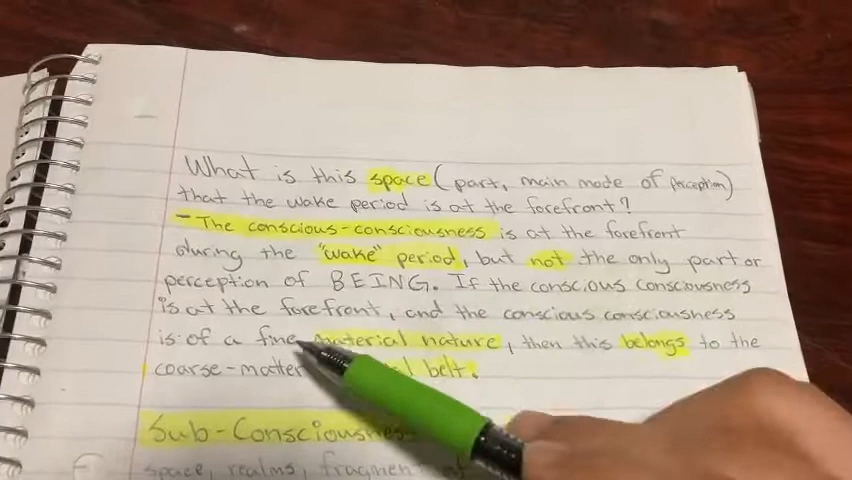 What is this space (part, main mode of perception)
that the wake period is at the forefront?
- The conscious-consciousness is at the forefront
during the "wake" period, but not the only part or
perception of BEING. If the conscious consciousness
is at the forefront, and the conscious consciousness
is of a fine material nature, then this belongs to the
coarse-matter belt.
Sub-Consciousness
space, realms, fragment of